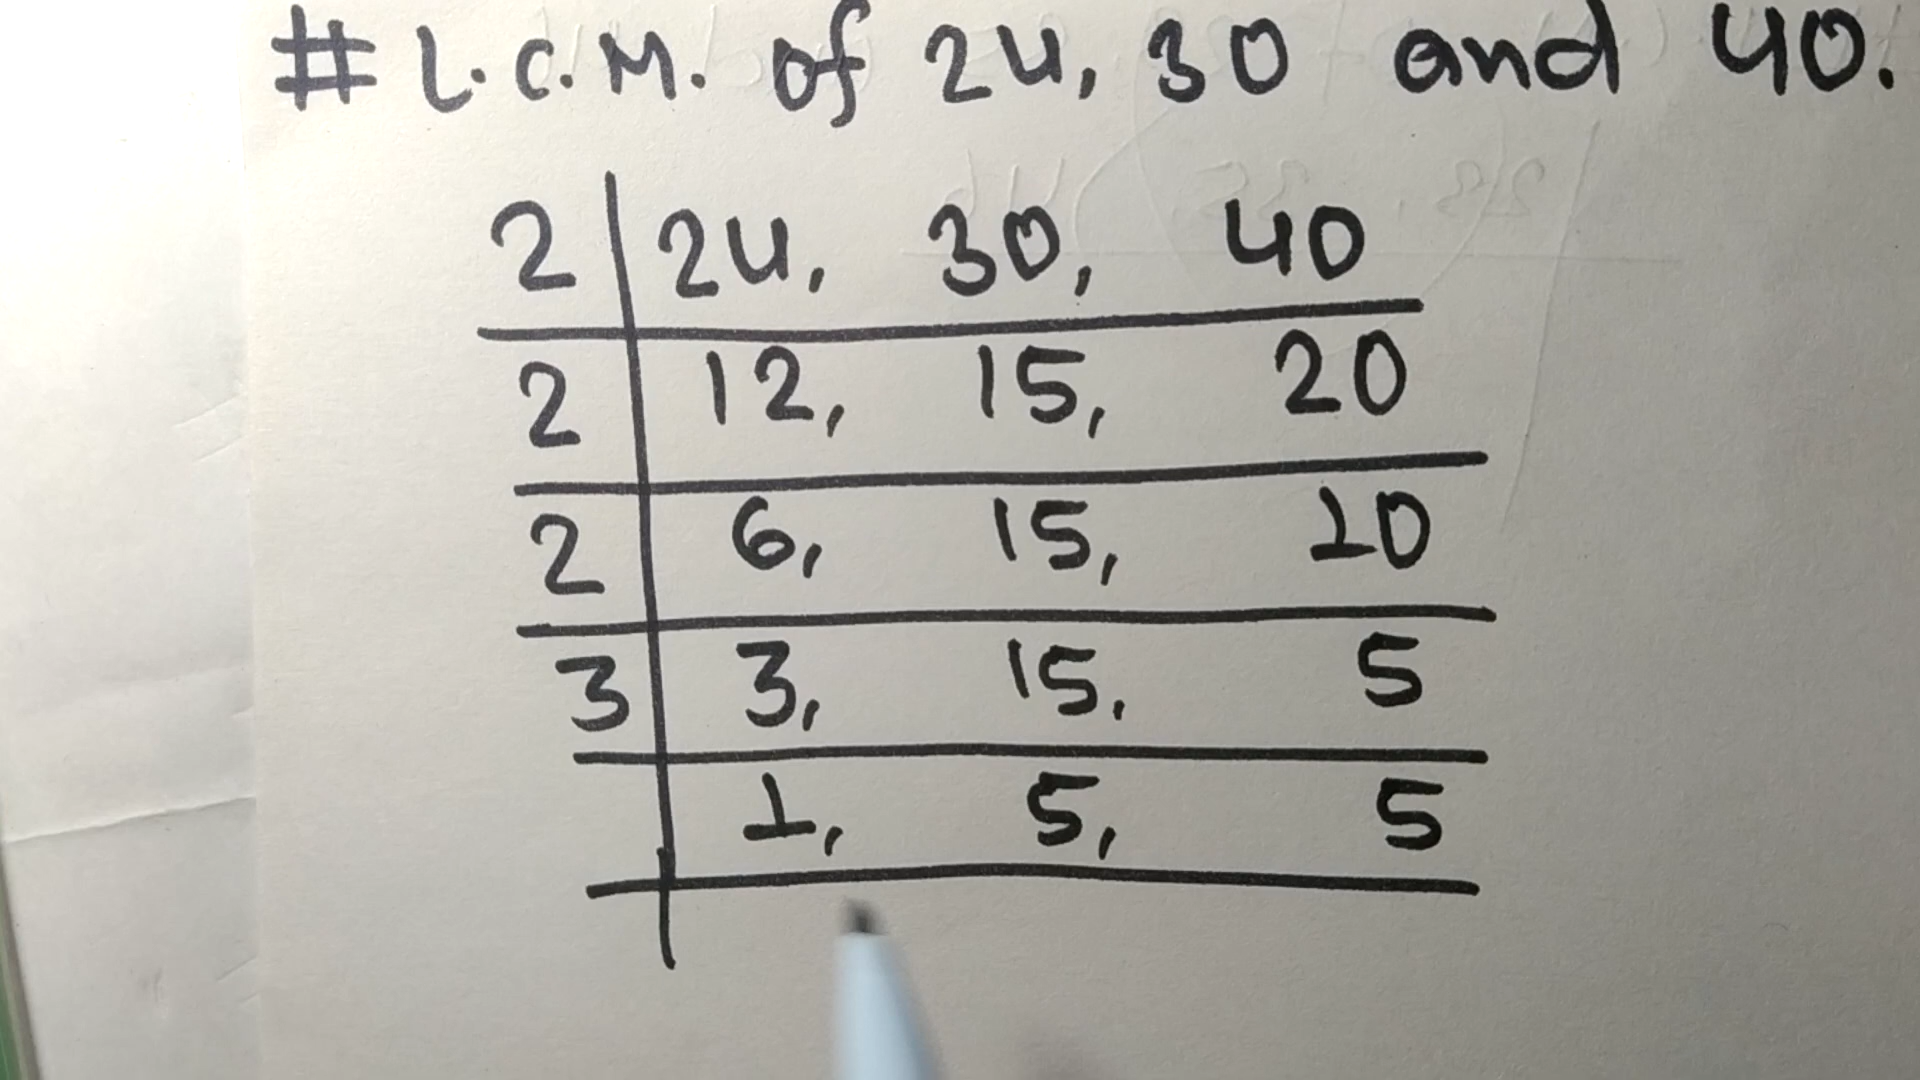 # L.C.M. of 24, 30 and 40.
2 | 24, 30, 40
2 | 12, 15, 20
2 | 6, 15, 10
3 | 3, 15, 5
1, 5, 5